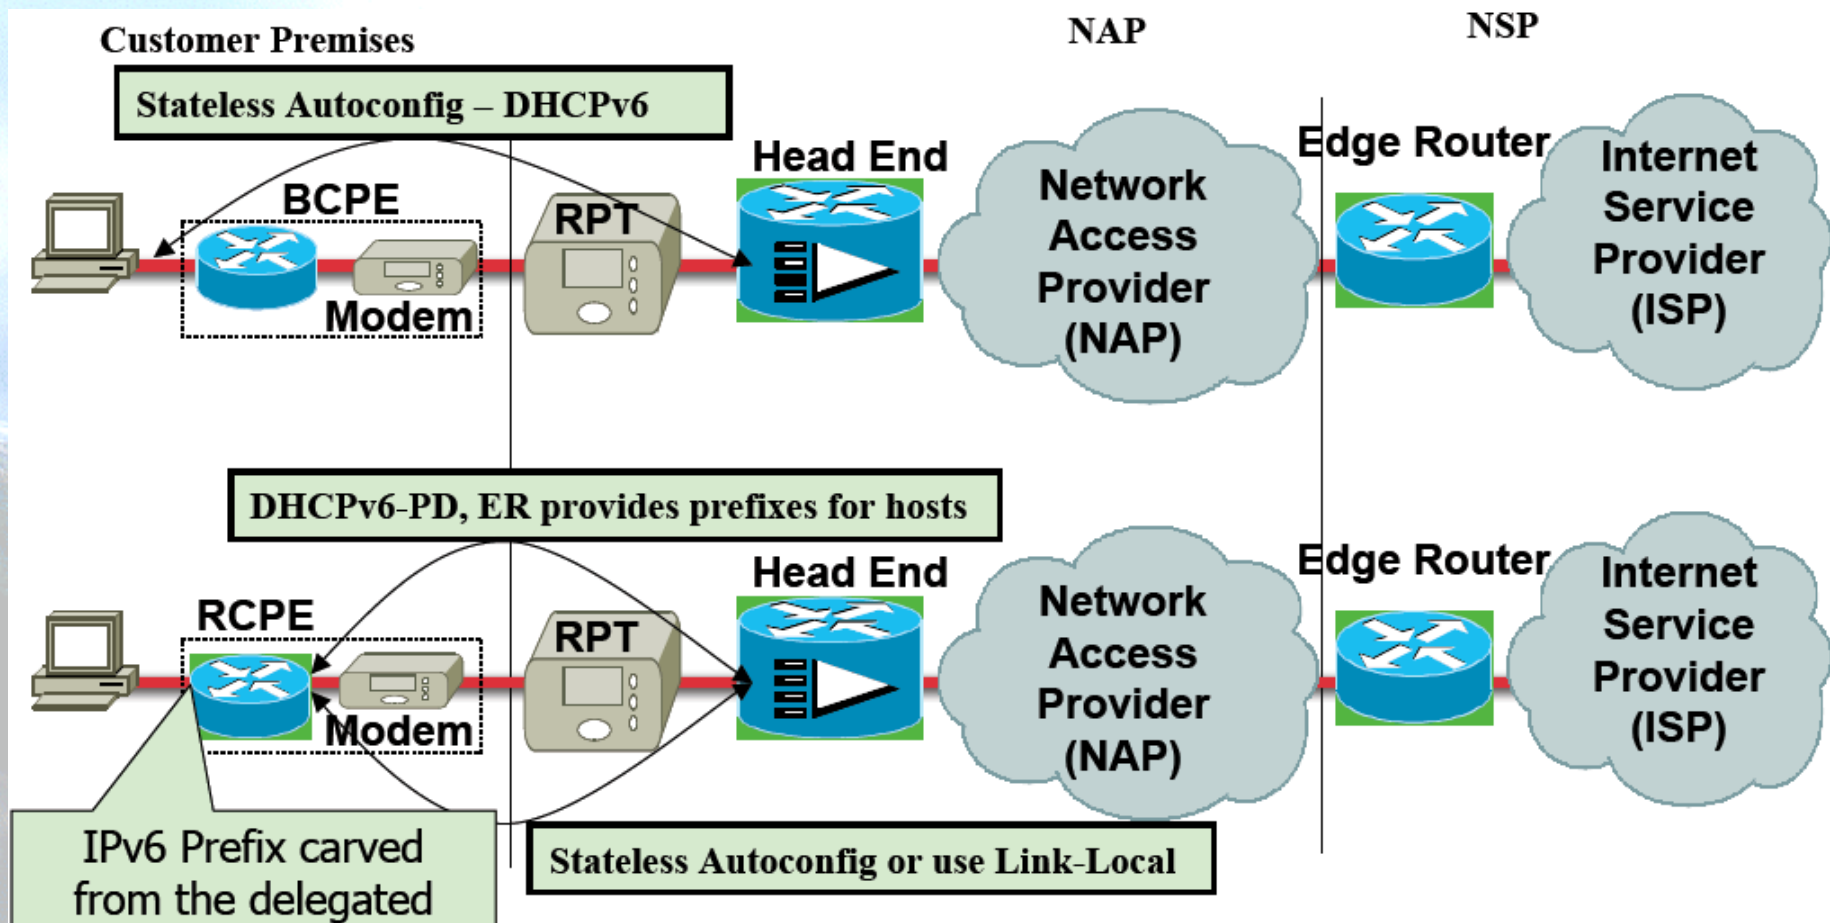 Customer Premises
NAP
NSP
Stateless Autoconfig – DHCPv6
BCPE
Modem
RPT
Head End
Network
Access
Provider
(NAP)
Edge Router
Internet
Service
Provider
(ISP)
DHCPv6-PD, ER provides prefixes for hosts
RCPE
Modem
RPT
Head End
Network
Access
Provider
(NAP)
Edge Router
Internet
Service
Provider
(ISP)
Stateless Autoconfig or use Link-Local
IPv6 Prefix carved
from the delegated